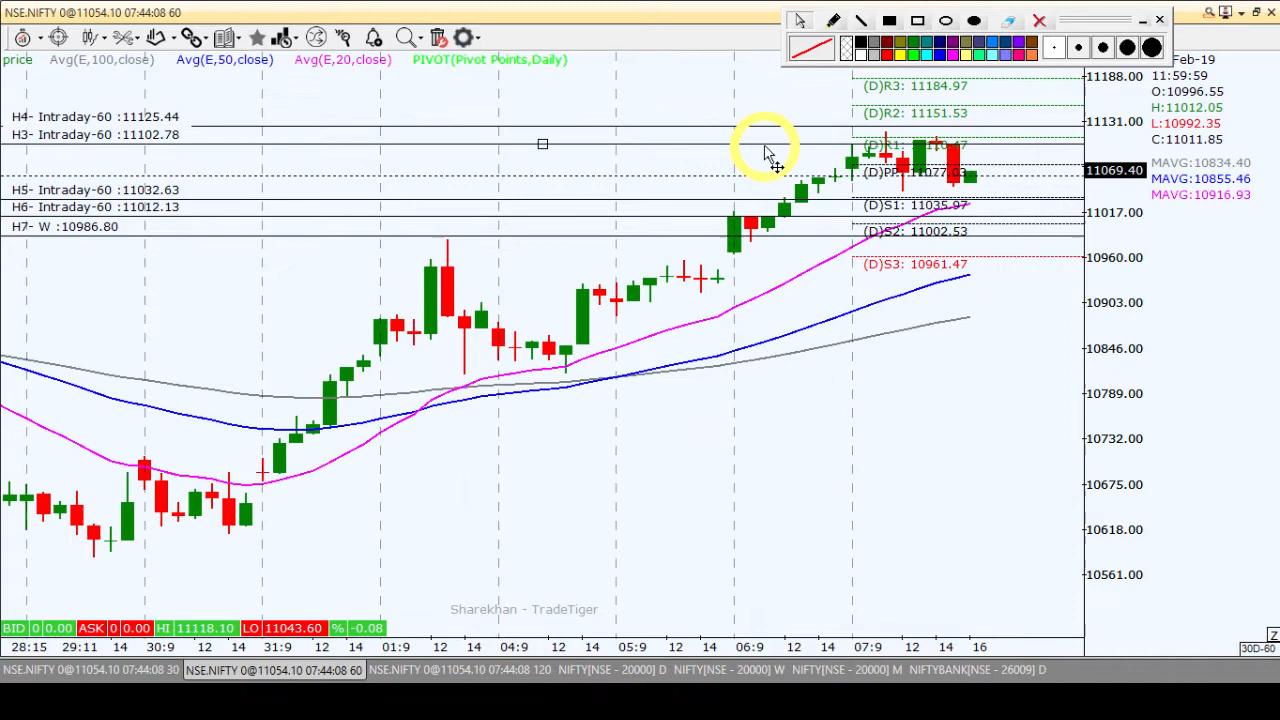 NSE.NIFTY 0@11054.10 07:44:08 60
price Avg(E,100,close) Avg(E,50,close) Avg(E,20,close) PIVOT(Pivot Points,Daily)
Feb-19
11:59:59
O:10996.55
H:11012.05
L:10992.35
C:11011.85
MAVG:10834.40
MAVG:10855.46
MAVG:10916.93
H4- Intraday-60 :11125.44
H3- Intraday-60 :11102.78
H5- Intraday-60 :11032.63
H6- Intraday-60 :11012.13
H7- W :10986.80
(D)R3: 11184.97
(D)R2: 11151.53
(D)PP: 11077.03
(D)S1: 11035.97
(D)S2: 11002.53
(D)S3: 10961.47
11188.00
11131.00
11069.40
11017.00
10960.00
10903.00
10846.00
10789.00
10732.00
10675.00
10618.00
10561.00
Sharekhan - TradeTiger
BID 0 0.00 ASK 0 0.00 HI 11118.10 LO 11043.60 % -0.08
28:15 29:11 14 30:9 14 31:9 14 01:9 12 14 04:9 12 14 05:9 12 14 06:9 12 14 07:9 12 14 16
Z
30D-60
NSE.NIFTY 0@11054.10 07:44:08 30 NSE.NIFTY 0@11054.10 07:44:08 60 NSE.NIFTY 0@11054.10 07:44:08 120 NIFTY[NSE - 20000] D NIFTY[NSE - 20000] W NIFTY[NSE - 20000] M NIFTYBANK[NSE - 26009] D